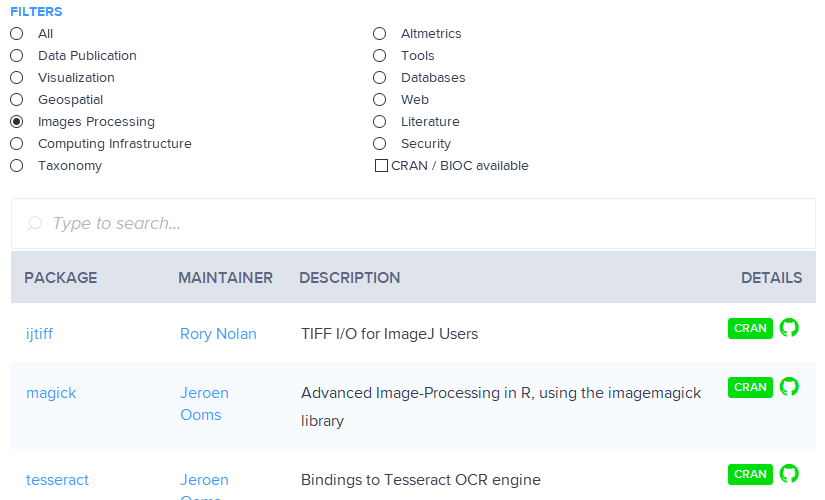 FILTERS
All
Data Publication
Visualization
Geospatial
Images Processing
Computing Infrastructure
Taxonomy
Altmetrics
Tools
Databases
Web
Literature
Security
CRAN / BIOC available
Type to search...
PACKAGE MAINTAINER DESCRIPTION DETAILS
ijtiff Rory Nolan TIFF I/O for ImageJ Users CRAN
magick Jeroen Advanced Image-Processing in R, using the imagemagick CRAN
Ooms library
tesseract Jeroen Bindings to Tesseract OCR engine CRAN
Ooms